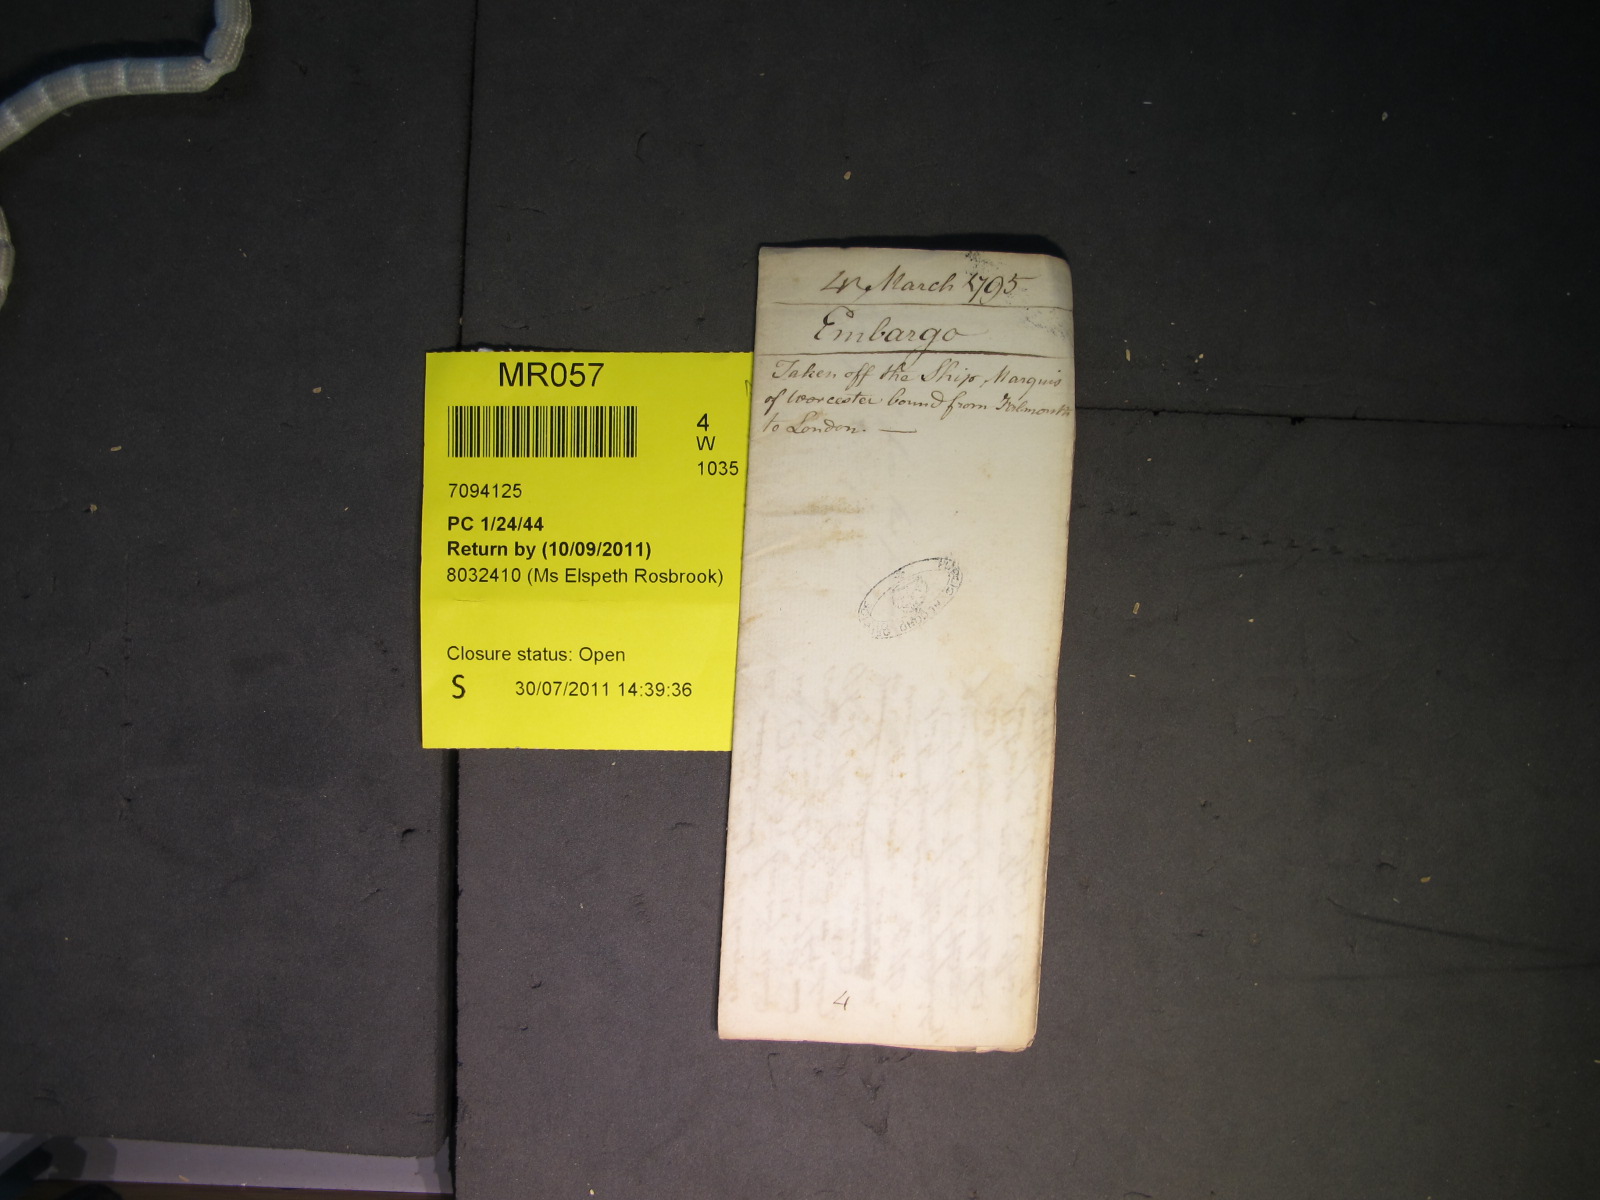 MR057
4
W
1035
7094125
PC 1/24/44
Return by (10/09/2011)
8032410 (Ms Elspeth Rosbrook)
Closure status: Open
S 30/07/2011 14:39:36
March 1795
Embargo
Taken off the Ship, Marquis
of Worcester bound from Falmouth
to London. —
4